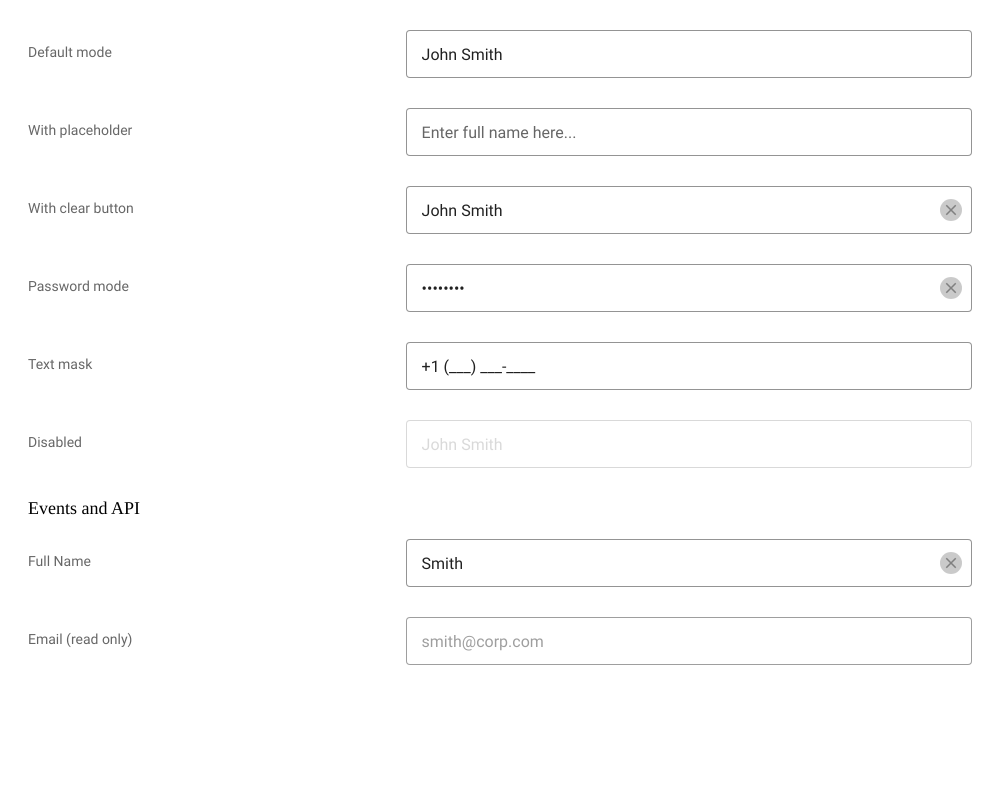 Default mode
John Smith
With placeholder
Enter full name here...
With clear button
John Smith
Password mode
••••••••
Text mask
+1 (___) ___-____
Disabled
John Smith
Events and API
Full Name
Smith
Email (read only)
smith@corp.com